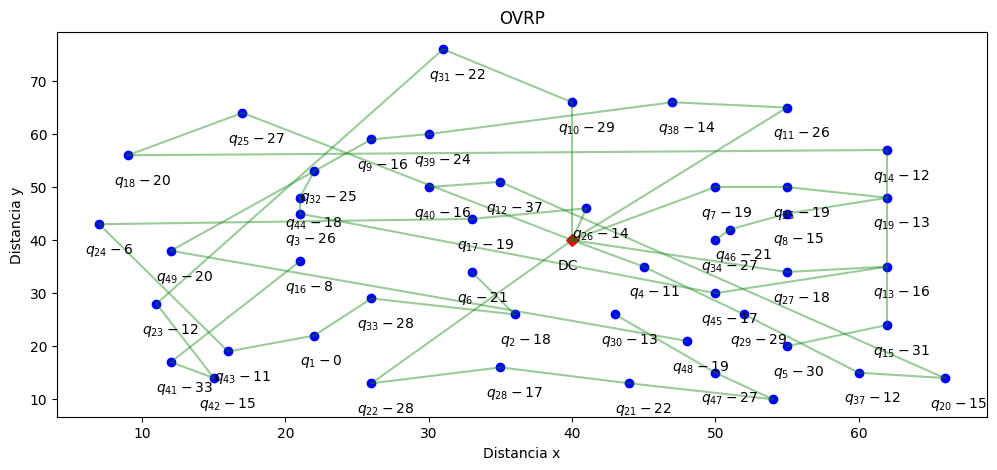 OVRP
Distancia y
70
60
50
40
30
20
10
q₃₁ − 22
q₁₀ − 29
q₃₈ − 14
q₁₁ − 26
q₂₅ − 27
q₉ − 16
q₃₉ − 24
q₁₈ − 20
q₁₄ − 12
q₃₂ − 25
q₄₄ − 18
q₄₀ − 16
q₁₂ − 37
q₇ − 19
− 19
q₁₉ − 13
q₃ − 26
q₂₆ − 14
q₈ − 15
q₂₄ − 6
q₁₇ − 19
q₄₆ − 21
q₃₄ − 27
DC
q₄₉ − 20
q₁₆ − 8
q₆ − 21
q₄ − 11
q₂₇ − 18
q₁₃ − 16
q₂₃ − 12
q₃₃ − 28
q₄₅ − 17
q₁ − 0
q₂ − 18
q₃₀ − 13
q₂₉ − 29
q₁₅ − 31
q₄₃ − 11
q₄₈ − 19
q₅ − 30
q₄₁ − 33
q₄₂ − 15
q₂₂ − 28
q₂₈ − 17
q₂₁ − 22
q₄₇ − 27
q₃₇ − 12
q₂₀ − 15
10 20 30 40 50 60
Distancia x